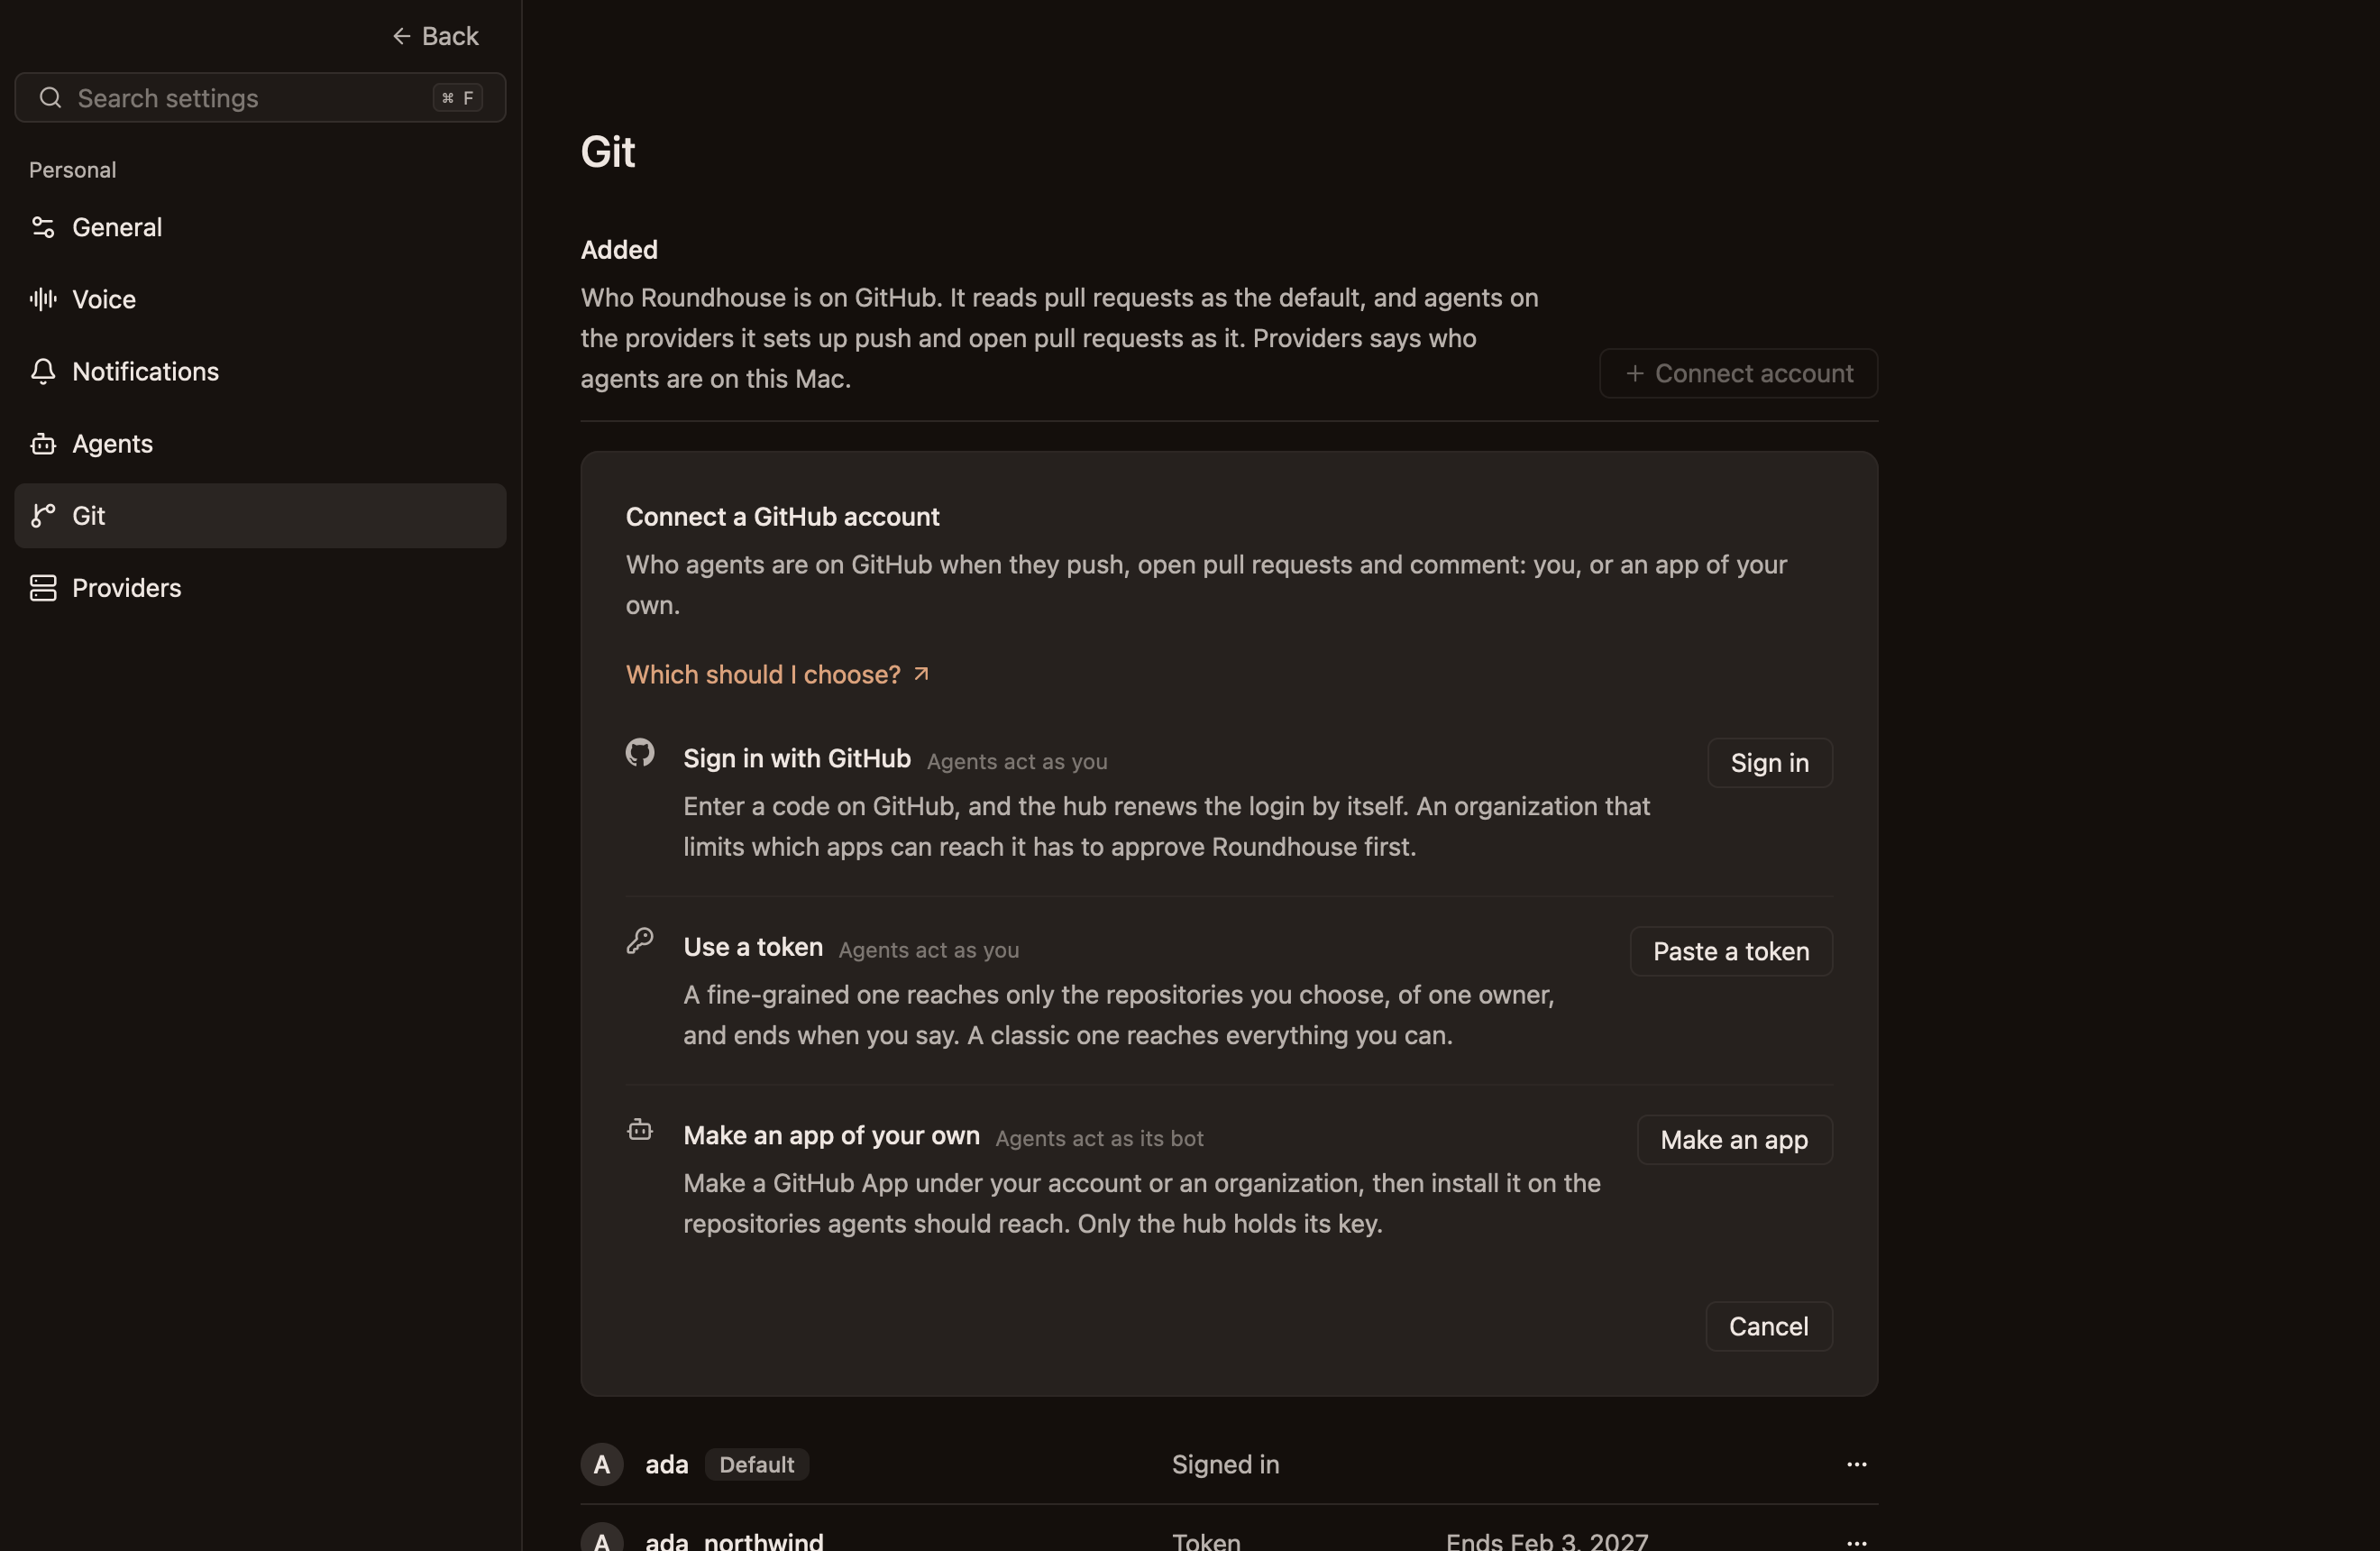 Back
Search settings
⌘ F
Personal
General
Voice
Notifications
Agents
Git
Providers
Git
Added
Who Roundhouse is on GitHub. It reads pull requests as the default, and agents on
the providers it sets up push and open pull requests as it. Providers says who
agents are on this Mac.
+ Connect account
Connect a GitHub account
Who agents are on GitHub when they push, open pull requests and comment: you, or an app of your
own.
Which should I choose?
Sign in with GitHub Agents act as you
Sign in
Enter a code on GitHub, and the hub renews the login by itself. An organization that
limits which apps can reach it has to approve Roundhouse first.
Use a token Agents act as you
Paste a token
A fine-grained one reaches only the repositories you choose, of one owner,
and ends when you say. A classic one reaches everything you can.
Make an app of your own Agents act as its bot
Make an app
Make a GitHub App under your account or an organization, then install it on the
repositories agents should reach. Only the hub holds its key.
Cancel
A ada Default Signed in
A ada northwind Token Ends Feb 3, 2027